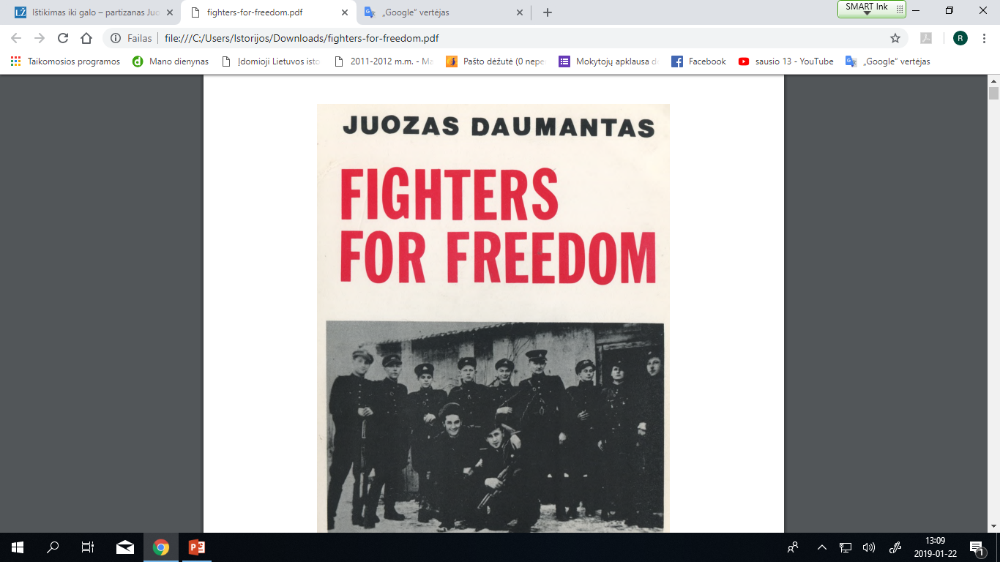 Ištikimas iki galo – partizanas Juo
fighters-for-freedom.pdf
„Google“ vertėjas
SMART Ink
Failas
file:///C:/Users/Istorijos/Downloads/fighters-for-freedom.pdf
R
Taikomosios programos
Mano dienynas
Įdomioji Lietuvos isto
2011-2012 m.m. - Ma
Pašto dėžutė (0 nepe
Mokytojų apklausa d
Facebook
sausio 13 - YouTube
„Google“ vertėjas
JUOZAS DAUMANTAS
FIGHTERS
FOR FREEDOM
13:09
2019-01-22
1